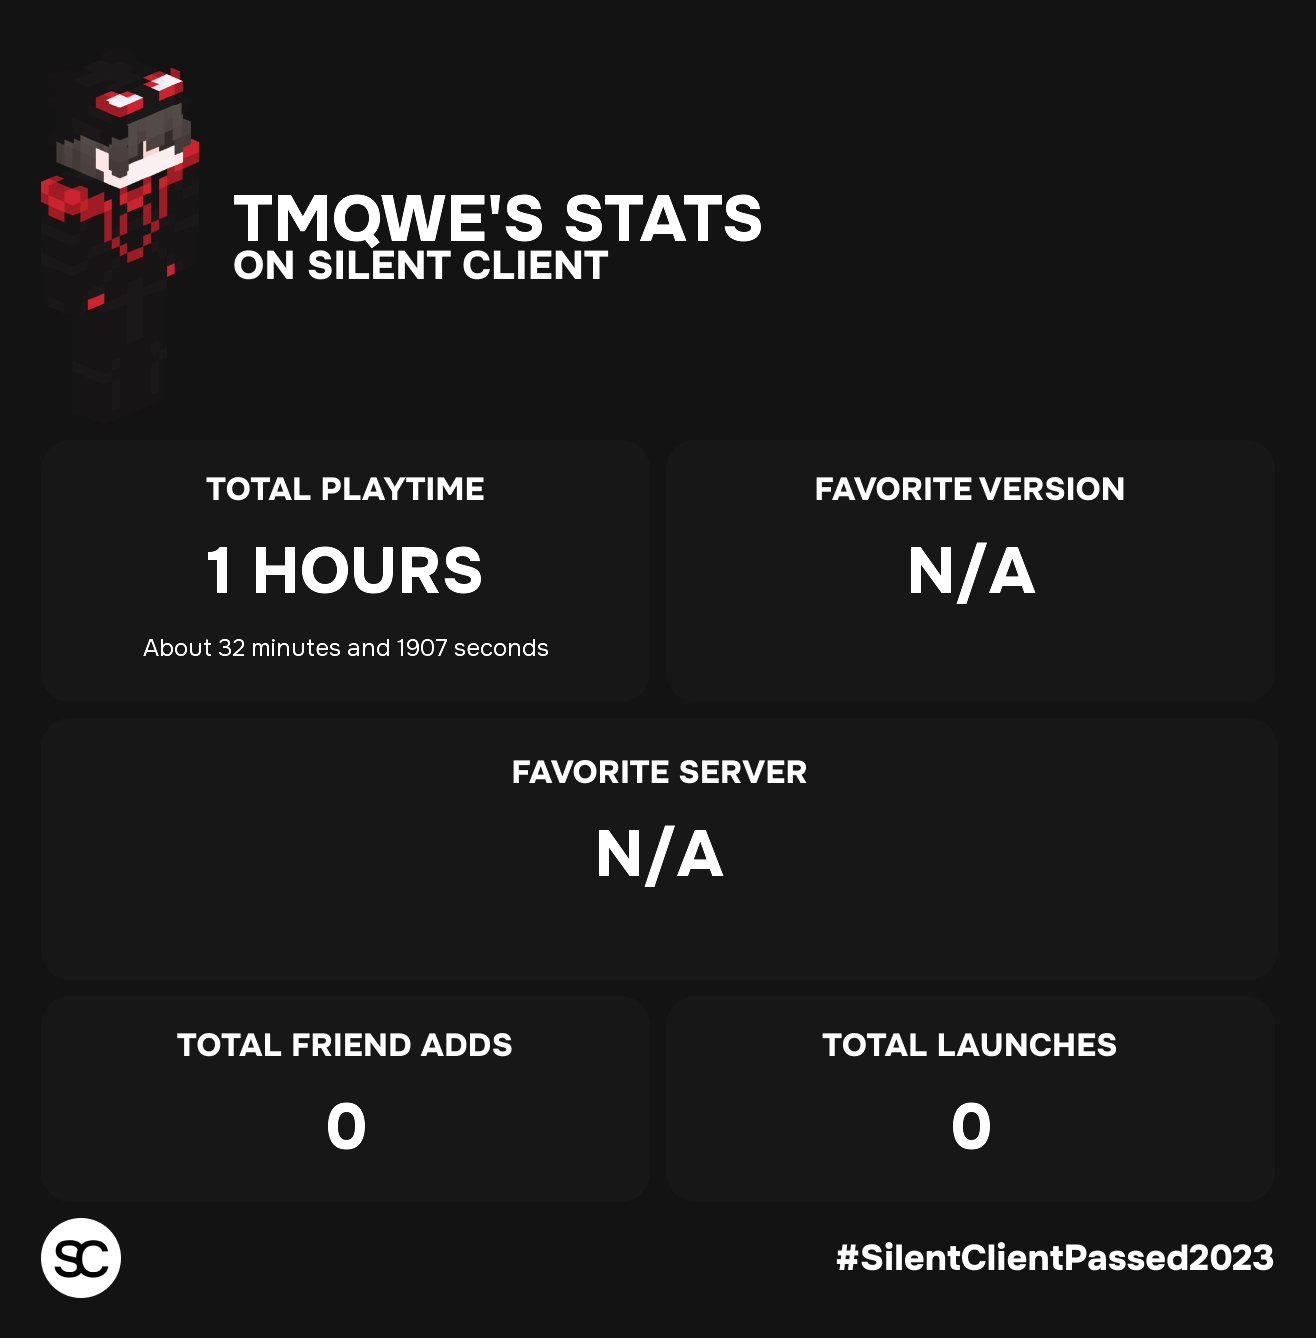 TMQWE'S STATS
ON SILENT CLIENT
TOTAL PLAYTIME
1 HOURS
About 32 minutes and 1907 seconds
FAVORITE VERSION
N/A
FAVORITE SERVER
N/A
TOTAL FRIEND ADDS
0
TOTAL LAUNCHES
0
SC
#SilentClientPassed2023